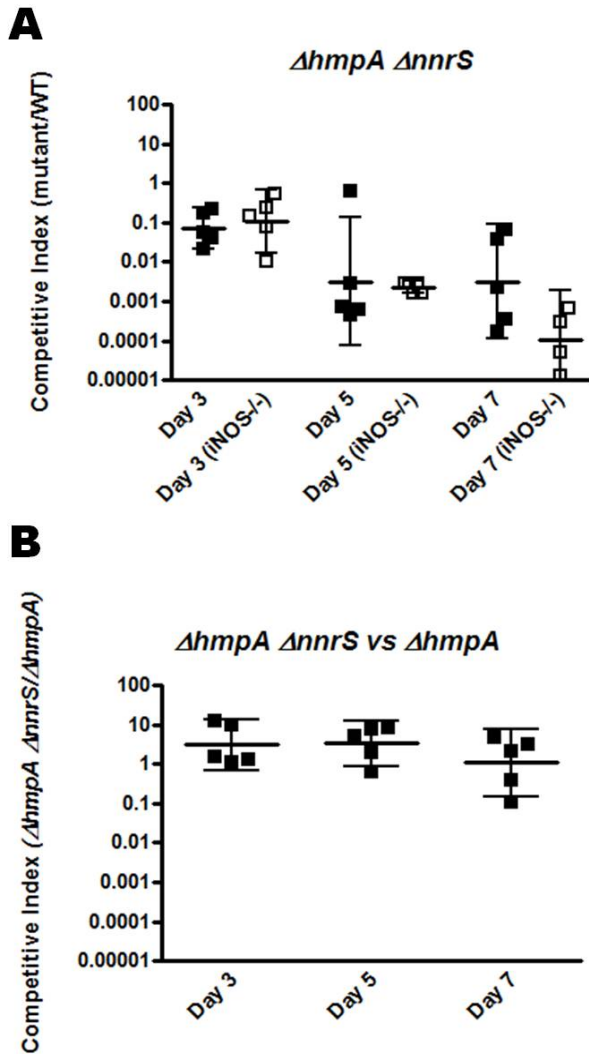 A
ΔhmpA ΔnnrS
Competitive Index (mutant/WT)
100
10
1
0.1
0.01
0.001
0.0001
0.00001
Day 3
Day 3 (iNOS-/-)
Day 5
Day 5 (iNOS-/-)
Day 7
Day 7 (iNOS-/-)
B
ΔhmpA ΔnnrS vs ΔhmpA
Competitive Index (ΔhmpA ΔnnrS/ΔhmpA)
100
10
1
0.1
0.01
0.001
0.0001
0.00001
Day 3
Day 5
Day 7